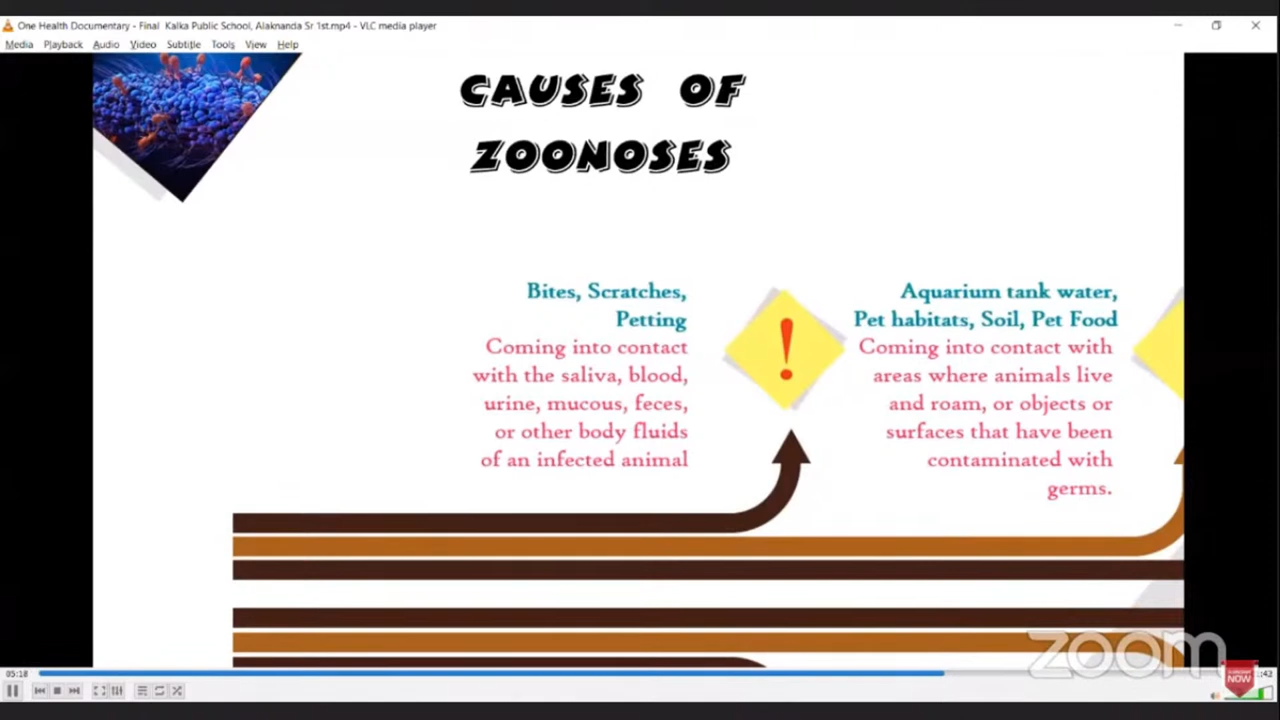 One Health Documentary - Final Kalka Public School, Alaknanda Sr 1st.mp4 - VLC media player
Media Playback Audio Video Subtitle Tools View Help
CAUSES OF
ZOONOSES
Bites, Scratches,
Petting
Coming into contact
with the saliva, blood,
urine, mucous, feces,
or other body fluids
of an infected animal
!
Aquarium tank water,
Pet habitats, Soil, Pet Food
Coming into contact with
areas where animals live
and roam, or objects or
surfaces that have been
contaminated with
germs.
zoom
05:18
NOW